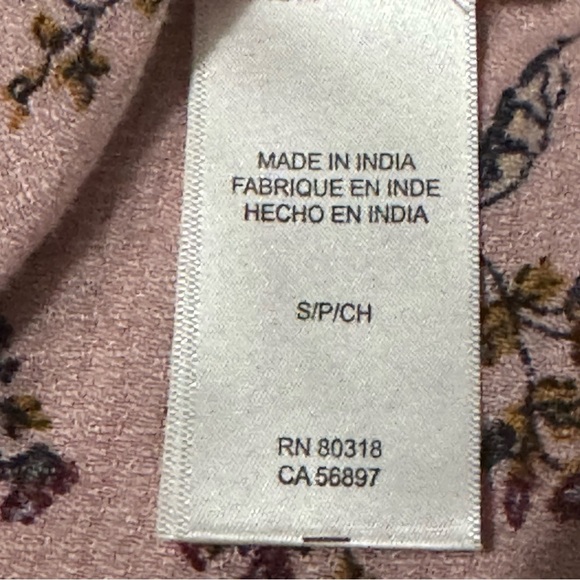 MADE IN INDIA
FABRIQUE EN INDE
HECHO EN INDIA
S/P/CH
RN 80318
CA 56897